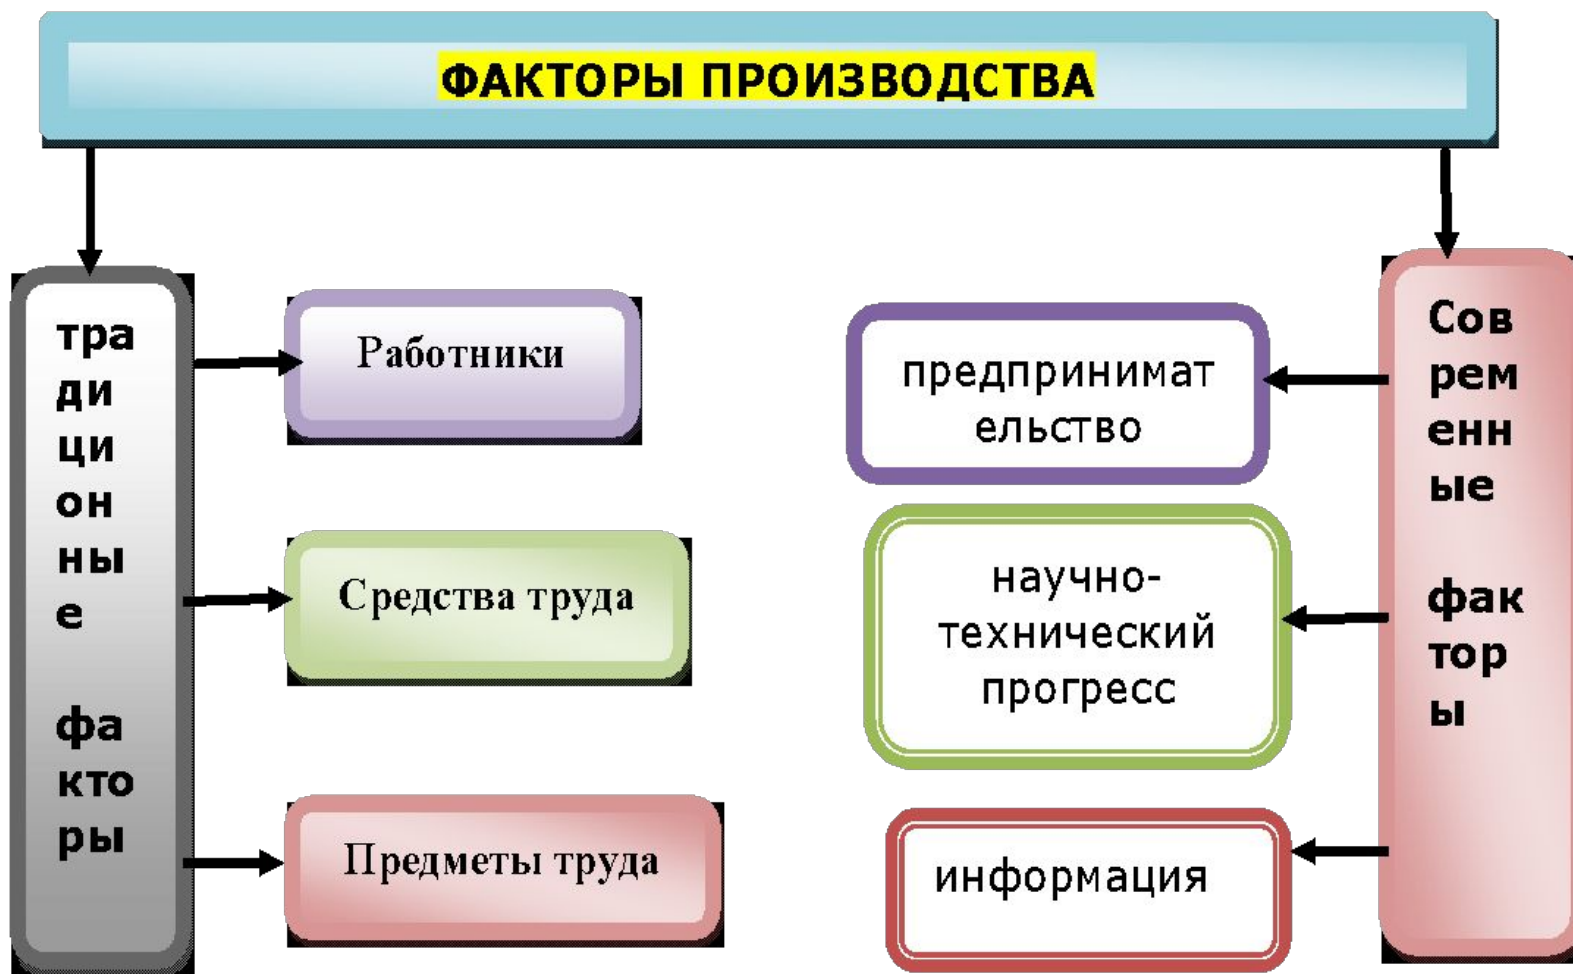 ФАКТОРЫ ПРОИЗВОДСТВА
тра
ди
ци
он
ны
е
фа
кто
ры
Работники
Средства труда
Предметы труда
предпринимат
ельство
научно-
технический
прогресс
информация
Сов
рем
енн
ые
фак
тор
ы